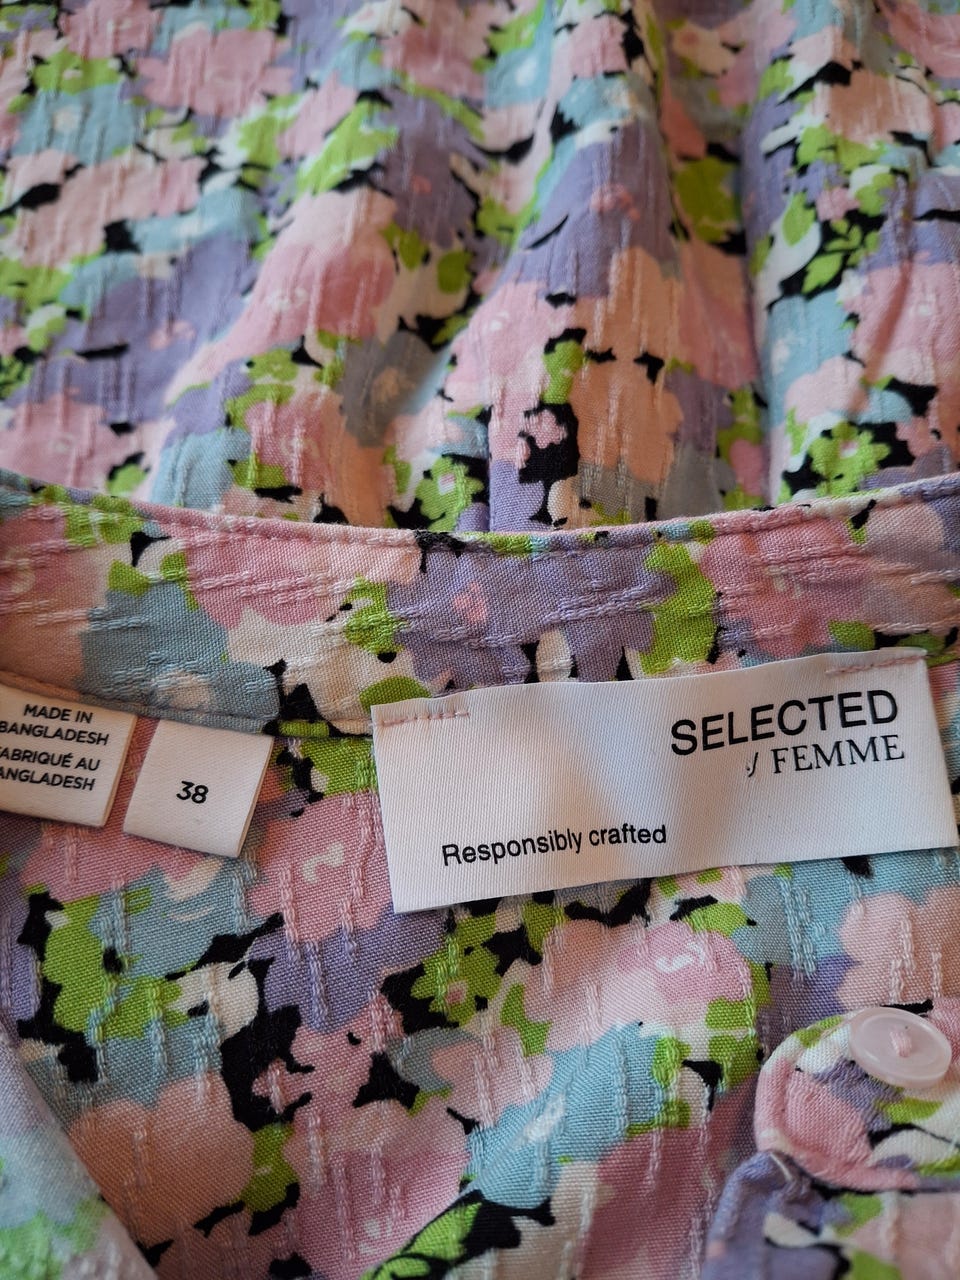 MADE IN
BANGLADESH
FABRIQUÉ AU
BANGLADESH
38
SELECTED
/ FEMME
Responsibly crafted